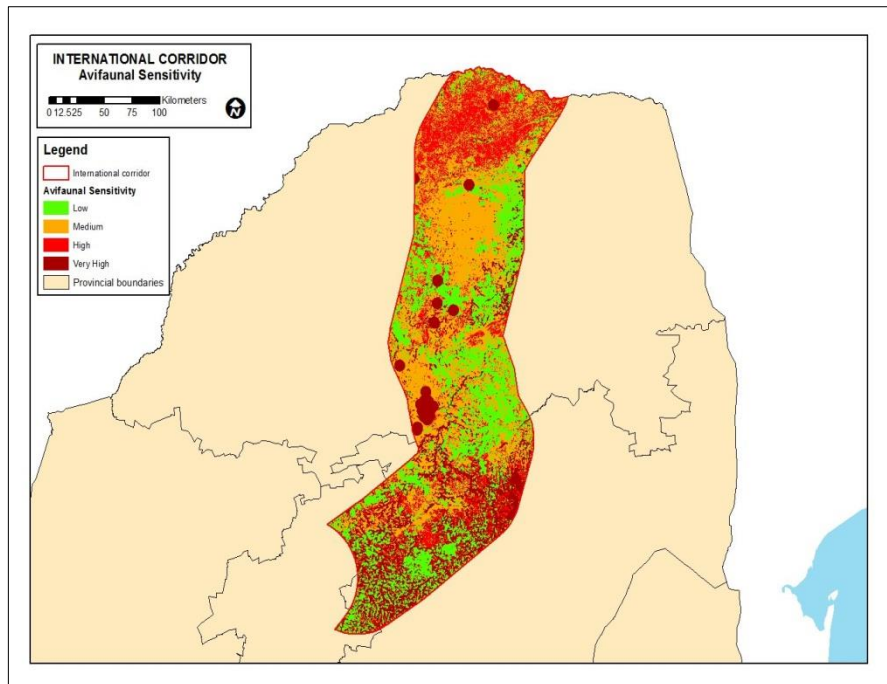 INTERNATIONAL CORRIDOR
Avifaunal Sensitivity
Kilometers
0 12.525 50 75 100
N
Legend
International corridor
Avifaunal Sensitivity
Low
Medium
High
Very High
Provincial boundaries